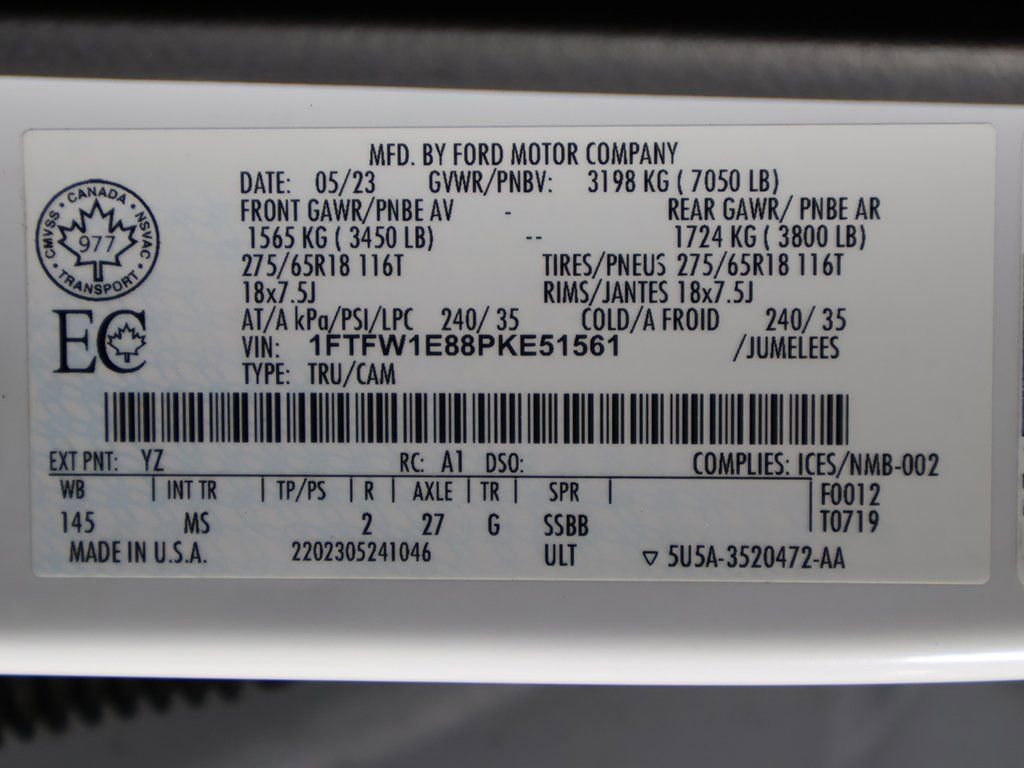 MFD. BY FORD MOTOR COMPANY
DATE: 05/23 GVWR/PNBV: 3198 KG ( 7050 LB)
FRONT GAWR/PNBE AV - REAR GAWR/ PNBE AR
1565 KG ( 3450 LB) -- 1724 KG ( 3800 LB)
275/65R18 116T TIRES/PNEUS 275/65R18 116T
18x7.5J RIMS/JANTES 18x7.5J
AT/A kPa/PSI/LPC 240/ 35 COLD/A FROID 240/ 35
VIN: 1FTFW1E88PKE51561 /JUMELEES
TYPE: TRU/CAM
CANADA • NSVAC • TRANSPORT • CMVSS •
977
EC
EXT PNT: YZ RC: A1 DSO: COMPLIES: ICES/NMB-002
WB | INT TR | TP/PS | R | AXLE | TR | SPR | F0012
145 MS 2 27 G SSBB T0719
MADE IN U.S.A. 2202305241046 ULT ▽ 5U5A-3520472-AA